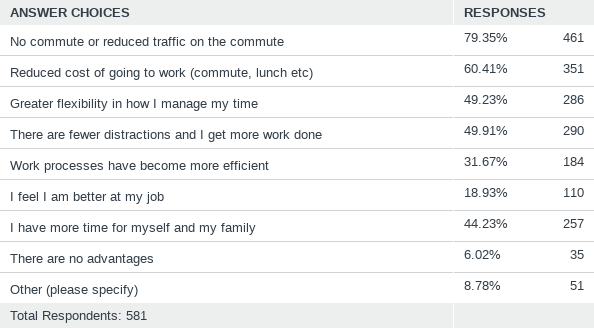 ANSWER CHOICES RESPONSES
No commute or reduced traffic on the commute 79.35% 461
Reduced cost of going to work (commute, lunch etc) 60.41% 351
Greater flexibility in how I manage my time 49.23% 286
There are fewer distractions and I get more work done 49.91% 290
Work processes have become more efficient 31.67% 184
I feel I am better at my job 18.93% 110
I have more time for myself and my family 44.23% 257
There are no advantages 6.02% 35
Other (please specify) 8.78% 51
Total Respondents: 581